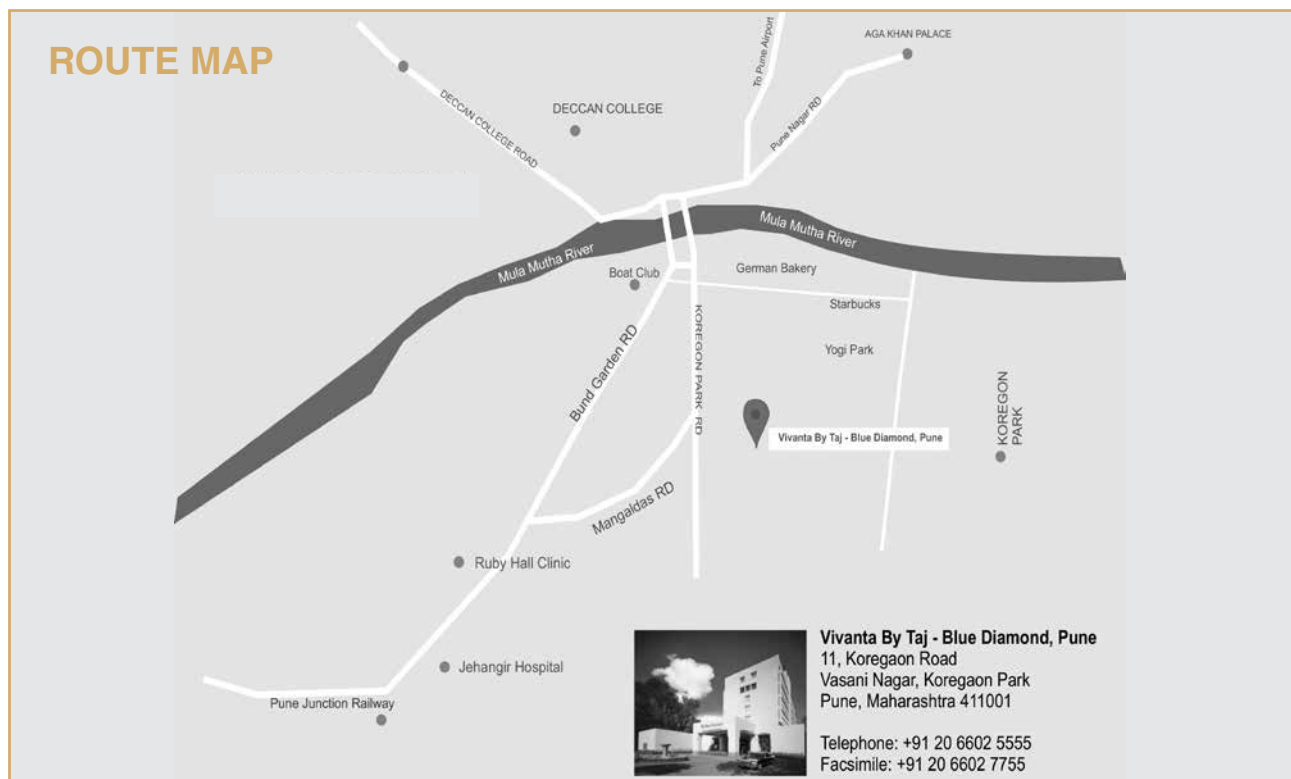 ROUTE MAP
AGA KHAN PALACE
To Pune Airport
DECCAN COLLEGE
DECCAN COLLEGE ROAD
Pune Nagar RD
Mula Mutha River
Mula Mutha River
Boat Club
German Bakery
Starbucks
KOREGON PARK RD
Bund Garden RD
Yogi Park
KOREGON
PARK
Vivanta By Taj - Blue Diamond, Pune
Mangaldas RD
Ruby Hall Clinic
Jehangir Hospital
Pune Junction Railway
Vivanta By Taj - Blue Diamond, Pune
11, Koregaon Road
Vasani Nagar, Koregaon Park
Pune, Maharashtra 411001
Telephone: +91 20 6602 5555
Facsimile: +91 20 6602 7755